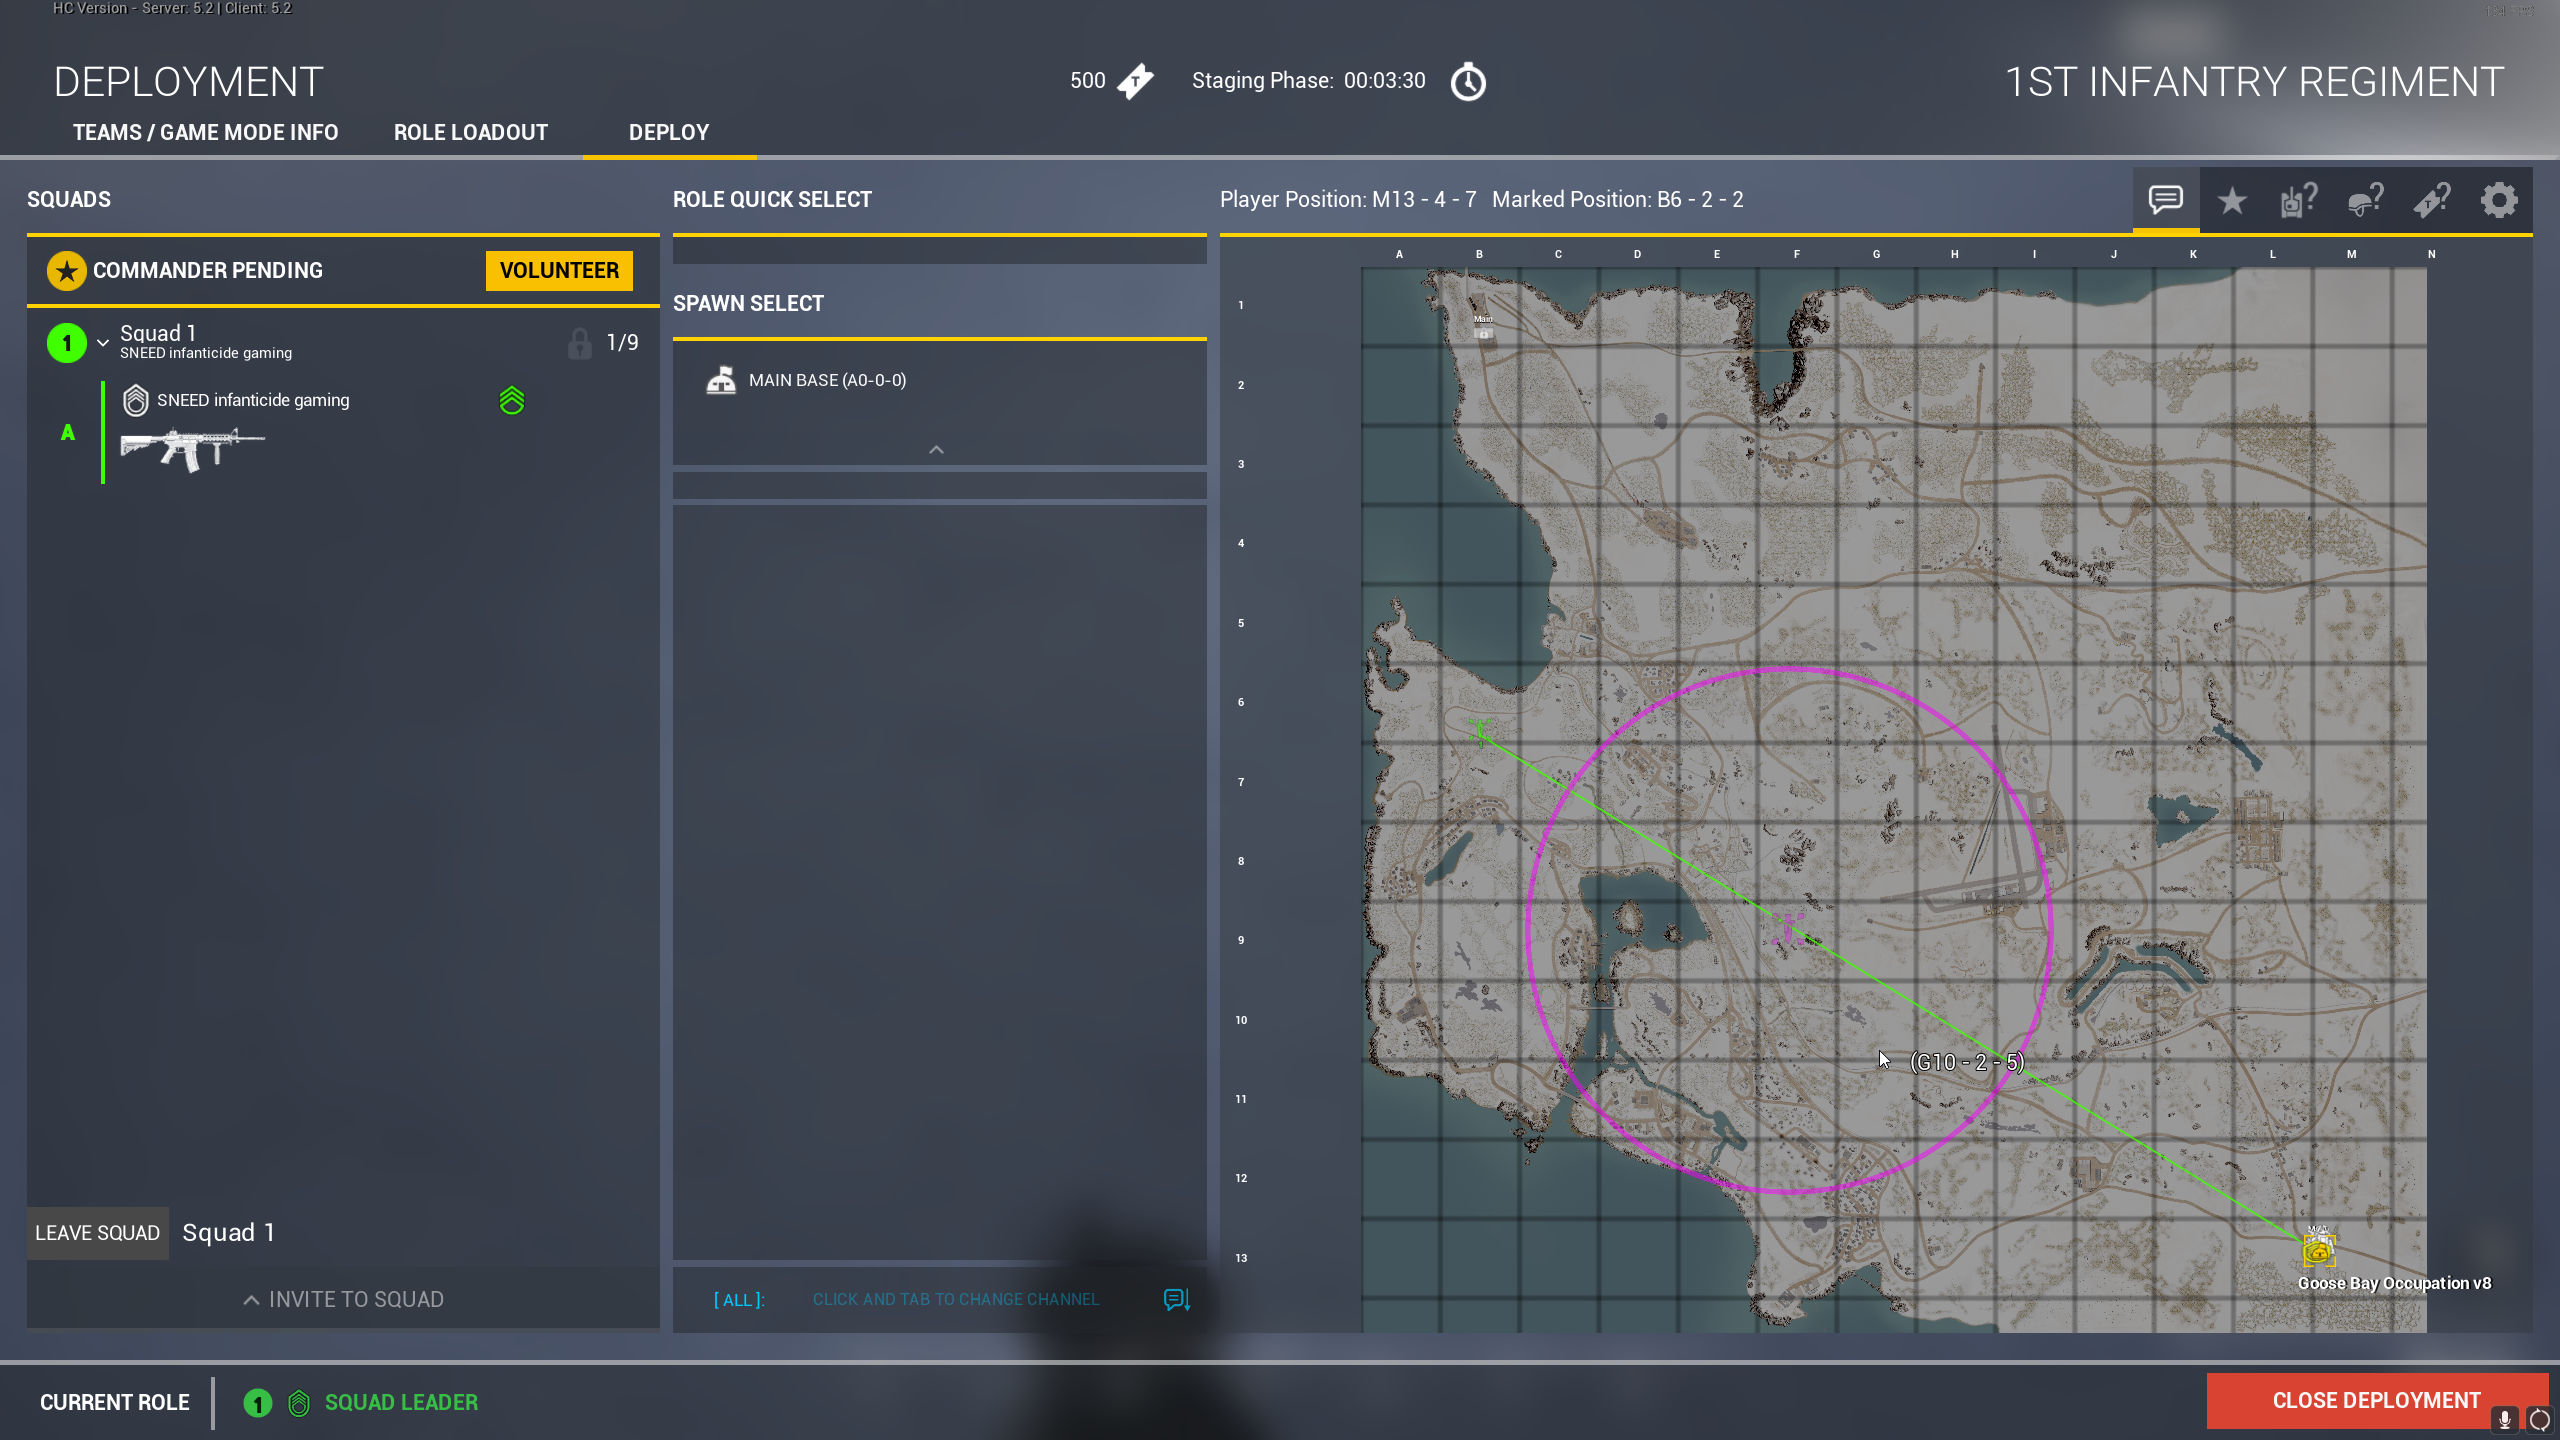 HC Version - Server: 5.2 | Client: 5.2
DEPLOYMENT
500
T
Staging Phase: 00:03:30
1ST INFANTRY REGIMENT
TEAMS / GAME MODE INFO
ROLE LOADOUT
DEPLOY
SQUADS
ROLE QUICK SELECT
Player Position: M13 - 4 - 7 Marked Position: B6 - 2 - 2
COMMANDER PENDING
VOLUNTEER
A B C D E F G H I J K L M N
1
Squad 1
SNEED infanticide gaming
1/9
SPAWN SELECT
MAIN BASE (A0-0-0)
A
SNEED infanticide gaming
1
Main
2
3
4
5
6
7
8
9
10
(G10 - 2 - 5)
11
12
13
Goose Bay Occupation v8
LEAVE SQUAD
Squad 1
INVITE TO SQUAD
[ ALL ]:
CLICK AND TAB TO CHANGE CHANNEL
CURRENT ROLE
1
SQUAD LEADER
CLOSE DEPLOYMENT